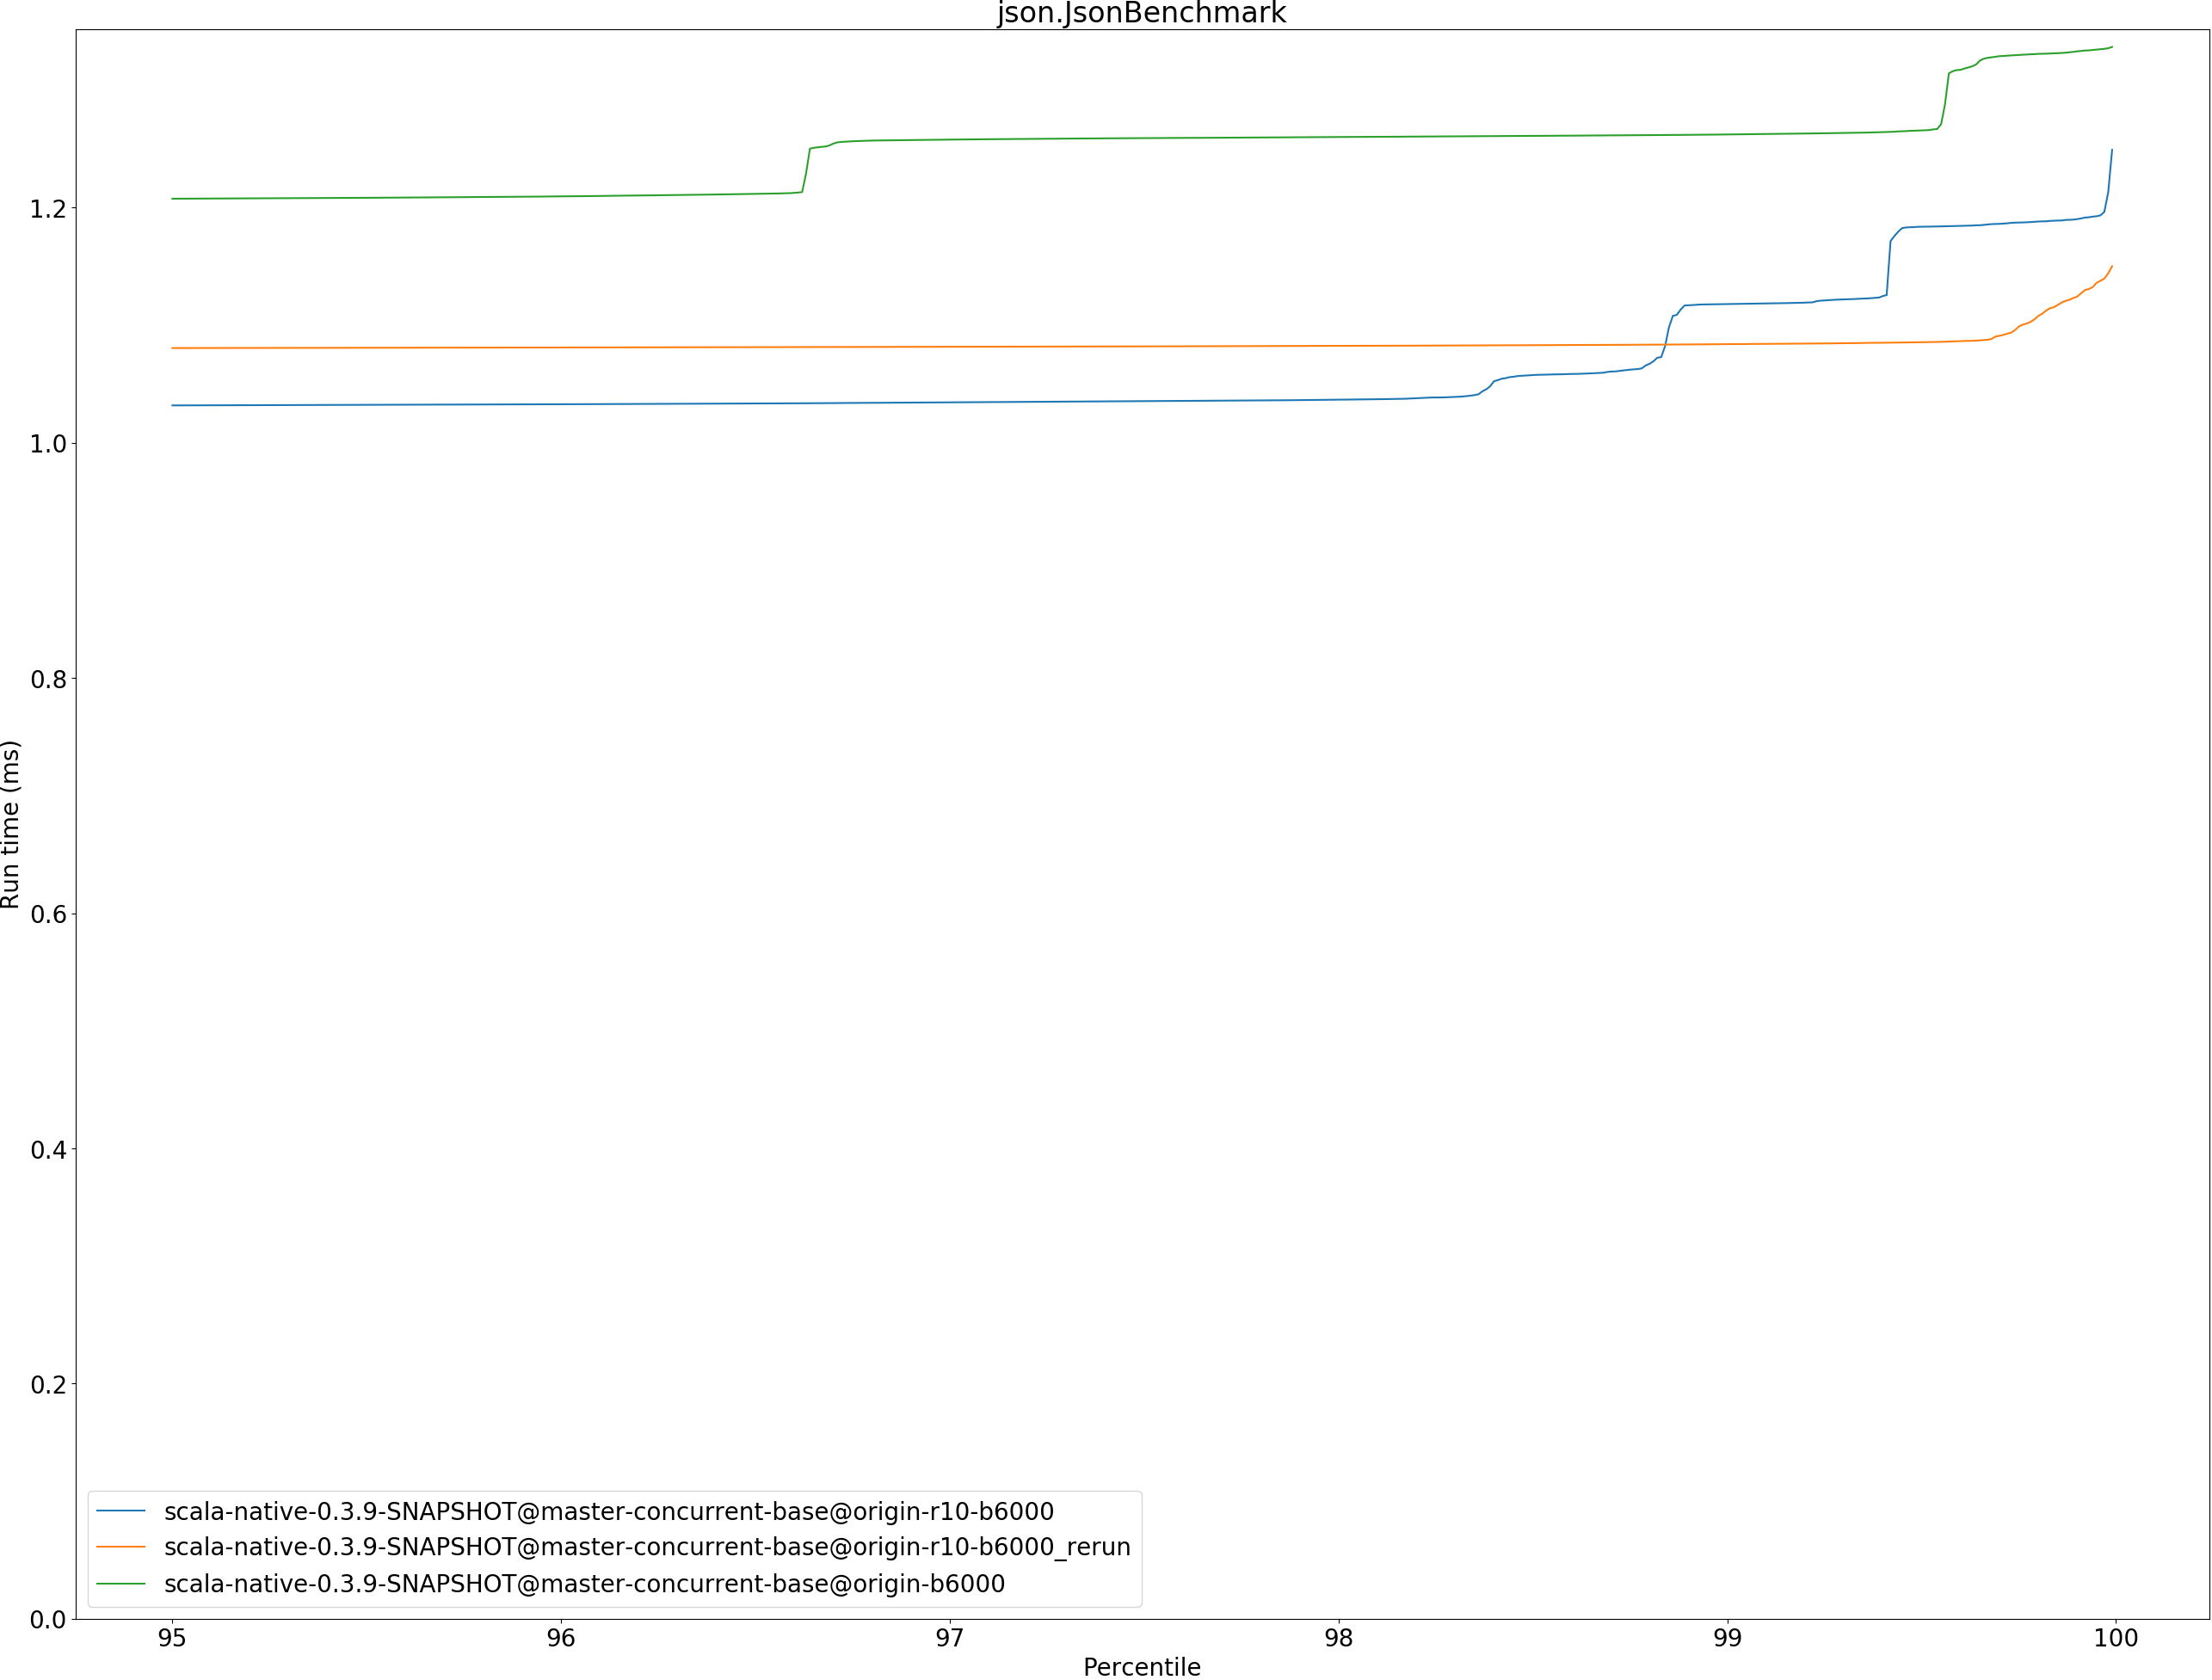 json.JsonBenchmark
Run time (ms)
1.2
1.0
0.8
0.6
0.4
0.2
0.0
scala-native-0.3.9-SNAPSHOT@master-concurrent-base@origin-r10-b6000
scala-native-0.3.9-SNAPSHOT@master-concurrent-base@origin-r10-b6000_rerun
scala-native-0.3.9-SNAPSHOT@master-concurrent-base@origin-b6000
95 96 97 98 99 100
Percentile